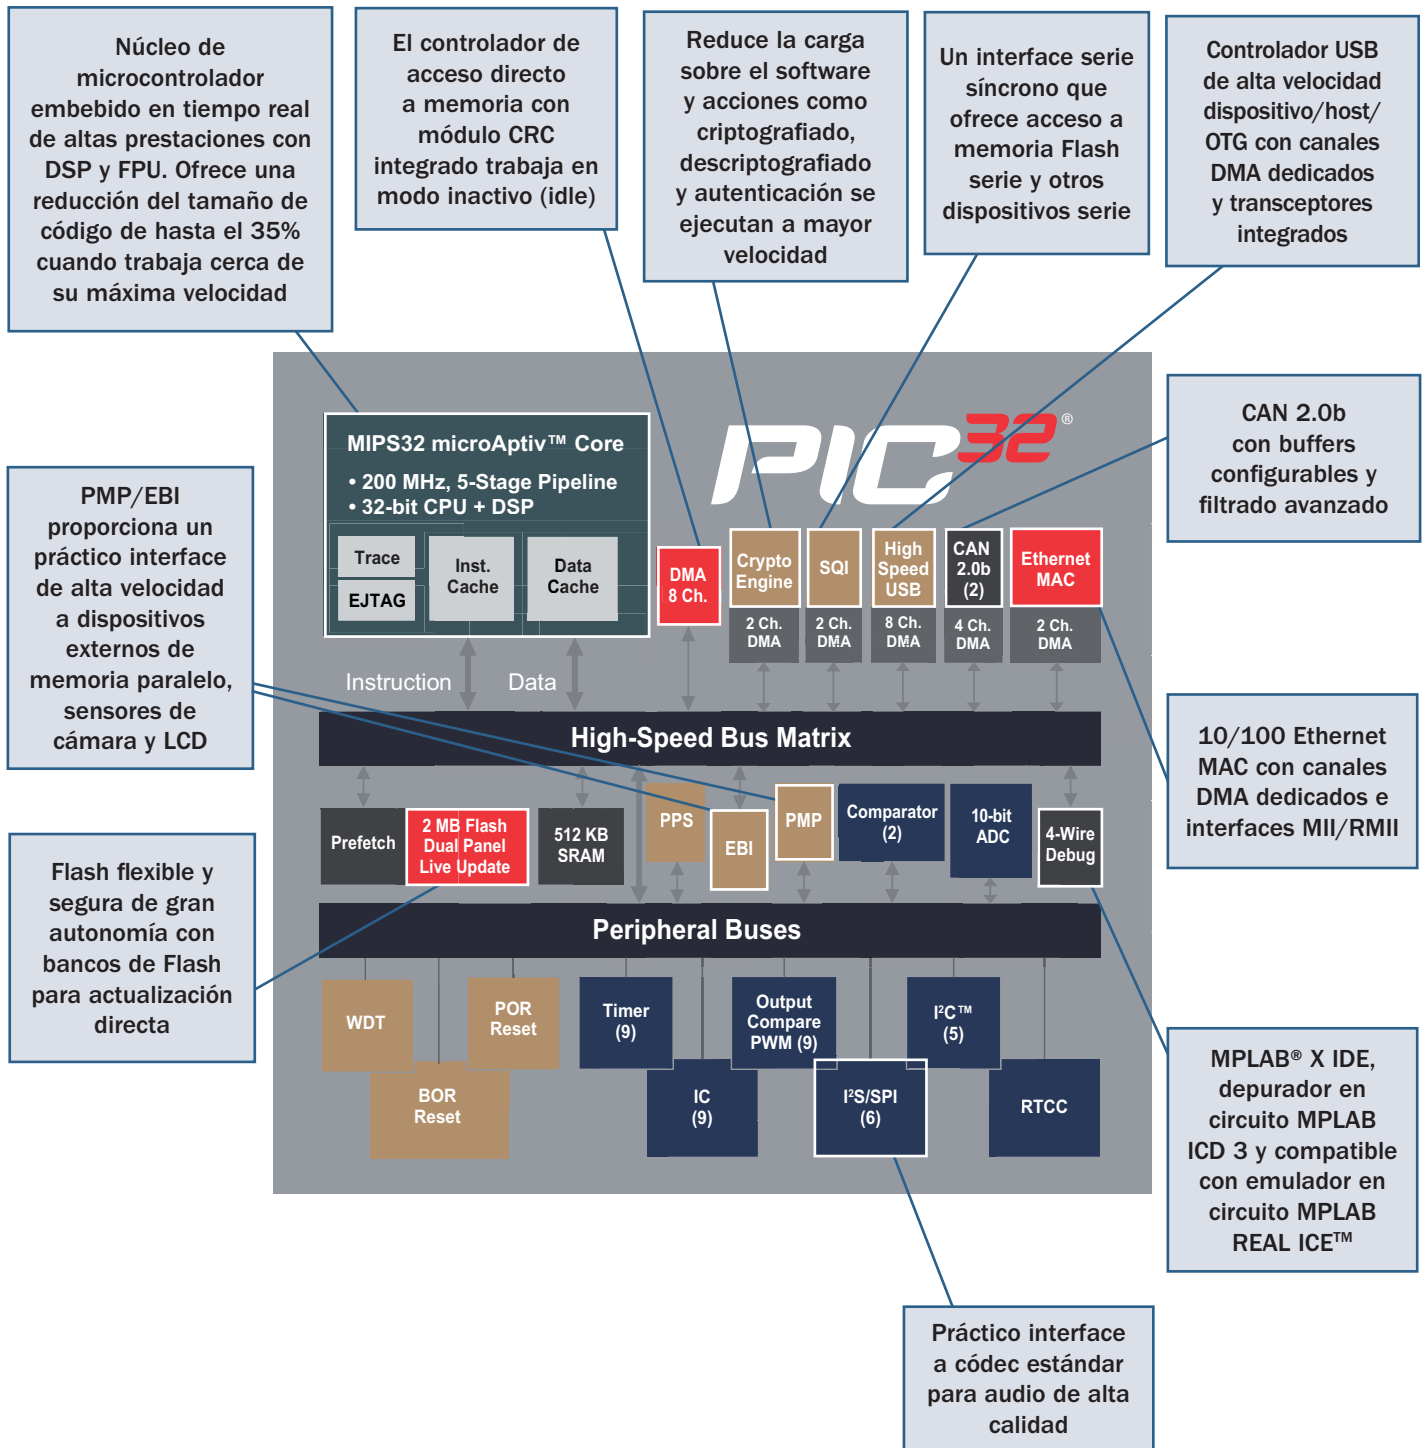 Núcleo de
microcontrolador
embebido en tiempo real
de altas prestaciones con
DSP y FPU. Ofrece una
reducción del tamaño de
código de hasta el 35%
cuando trabaja cerca de
su máxima velocidad
El controlador de
acceso directo
a memoria con
módulo CRC
integrado trabaja en
modo inactivo (idle)
Reduce la carga
sobre el software
y acciones como
criptografiado,
descriptografiado
y autenticación se
ejecutan a mayor
velocidad
Un interface serie
síncrono que
ofrece acceso a
memoria Flash
serie y otros
dispositivos serie
Controlador USB
de alta velocidad
dispositivo/host/
OTG con canales
DMA dedicados
y transceptores
integrados
PIC32®
MIPS32 microAptiv™ Core
• 200 MHz, 5-Stage Pipeline
• 32-bit CPU + DSP
Trace
EJTAG
Inst.
Cache
Data
Cache
DMA
8 Ch.
Crypto
Engine
2 Ch.
DMA
SQI
2 Ch.
DMA
High
Speed
USB
8 Ch.
DMA
CAN
2.0b
(2)
4 Ch.
DMA
Ethernet
MAC
2 Ch.
DMA
CAN 2.0b
con buffers
configurables y
filtrado avanzado
PMP/EBI
proporciona un
práctico interface
de alta velocidad
a dispositivos
externos de
memoria paralelo,
sensores de
cámara y LCD
Instruction
Data
High-Speed Bus Matrix
10/100 Ethernet
MAC con canales
DMA dedicados e
interfaces MII/RMII
Prefetch
2 MB Flash
Dual Panel
Live Update
512 KB
SRAM
PPS
EBI
PMP
Comparator
(2)
10-bit
ADC
4-Wire
Debug
Flash flexible y
segura de gran
autonomía con
bancos de Flash
para actualización
directa
Peripheral Buses
WDT
BOR
Reset
POR
Reset
Timer
(9)
IC
(9)
Output
Compare
PWM (9)
I²S/SPI
(6)
I²C™
(5)
RTCC
MPLAB® X IDE,
depurador en
circuito MPLAB
ICD 3 y compatible
con emulador en
circuito MPLAB
REAL ICE™
Práctico interface
a códec estándar
para audio de alta
calidad